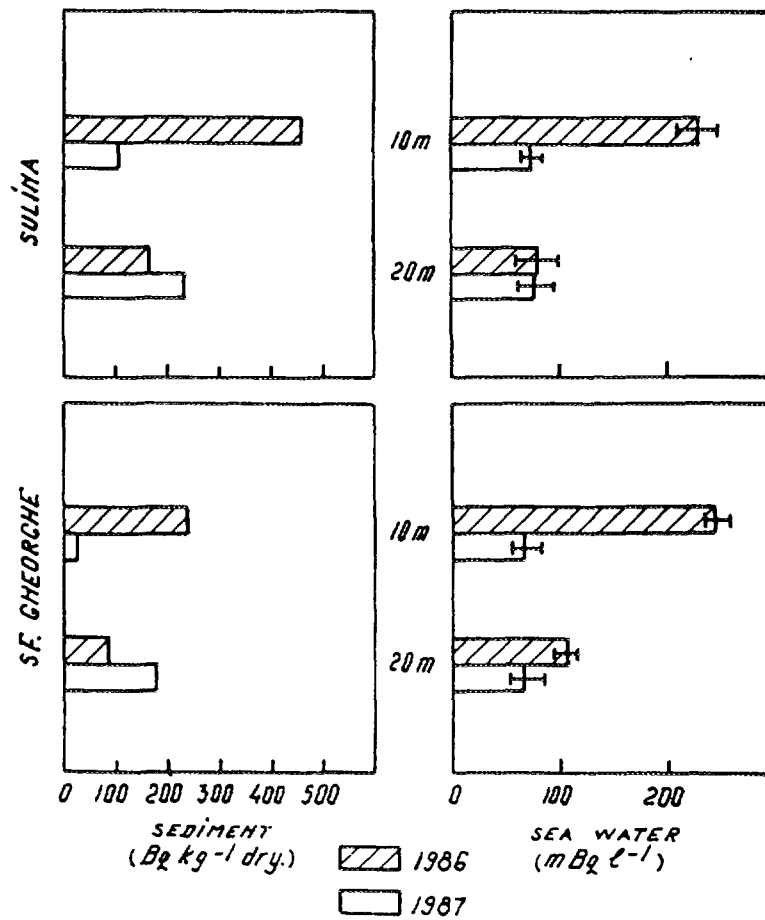 SULINA
10m
20m
SF. GHEORGHE
10m
20m
0 100 200 300 400 500
0 100 200
SEDIMENT
(Bq kg-1 dry.)
SEA WATER
(mBq l-1)
1986
1987